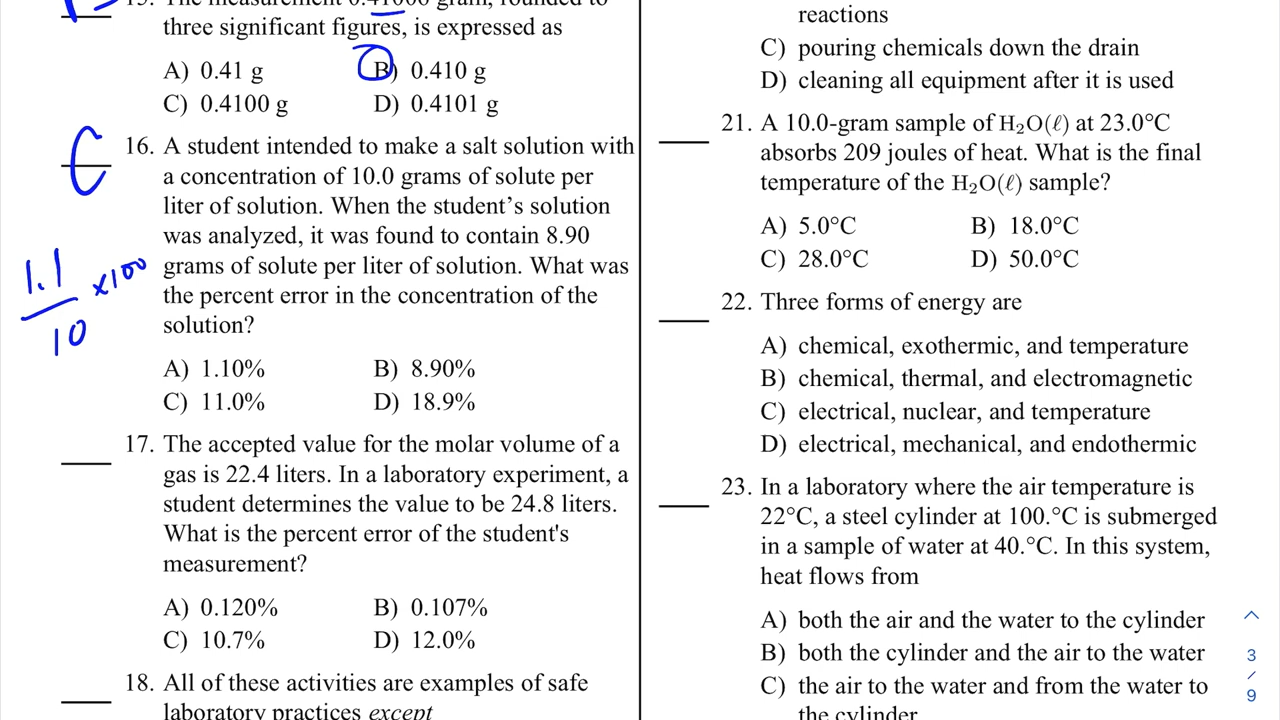 15. The measurement 0.41006 gram, rounded to
three significant figures, is expressed as
A) 0.41 g B) 0.410 g
C) 0.4100 g D) 0.4101 g
C
16. A student intended to make a salt solution with
a concentration of 10.0 grams of solute per
liter of solution. When the student’s solution
was analyzed, it was found to contain 8.90
grams of solute per liter of solution. What was
the percent error in the concentration of the
solution?
1.1
10
×100
A) 1.10% B) 8.90%
C) 11.0% D) 18.9%
17. The accepted value for the molar volume of a
gas is 22.4 liters. In a laboratory experiment, a
student determines the value to be 24.8 liters.
What is the percent error of the student's
measurement?
A) 0.120% B) 0.107%
C) 10.7% D) 12.0%
18. All of these activities are examples of safe
laboratory practices except
reactions
C) pouring chemicals down the drain
D) cleaning all equipment after it is used
21. A 10.0-gram sample of H₂O(ℓ) at 23.0°C
absorbs 209 joules of heat. What is the final
temperature of the H₂O(ℓ) sample?
A) 5.0°C B) 18.0°C
C) 28.0°C D) 50.0°C
22. Three forms of energy are
A) chemical, exothermic, and temperature
B) chemical, thermal, and electromagnetic
C) electrical, nuclear, and temperature
D) electrical, mechanical, and endothermic
23. In a laboratory where the air temperature is
22°C, a steel cylinder at 100.°C is submerged
in a sample of water at 40.°C. In this system,
heat flows from
A) both the air and the water to the cylinder
B) both the cylinder and the air to the water
C) the air to the water and from the water to
the cylinder
3
/
9